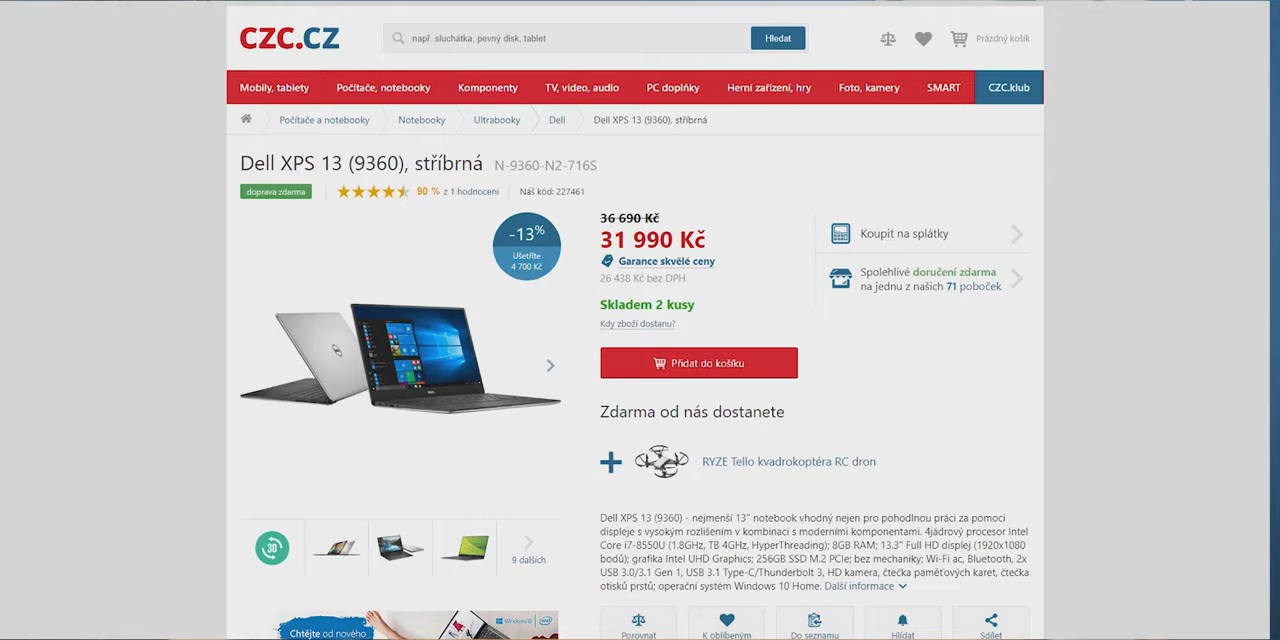 CZC.CZ
např. sluchátka, pevný disk, tablet
Hledat
Prázdný košík
Mobily, tablety
Počítače, notebooky
Komponenty
TV, video, audio
PC doplňky
Herní zařízení, hry
Foto, kamery
SMART
CZC.klub
Počítače a notebooky
Notebooky
Ultrabooky
Dell
Dell XPS 13 (9360), stříbrná
Dell XPS 13 (9360), stříbrná N-9360-N2-716S
doprava zdarma
90 % z 1 hodnocení
Náš kód: 227461
-13%
Ušetříte
4 700 Kč
36 690 Kč
31 990 Kč
Garance skvělé ceny
26 438 Kč bez DPH
Skladem 2 kusy
Kdy zboží dostanu?
Přidat do košíku
Koupit na splátky
Spolehlivé doručení zdarma
na jednu z našich 71 poboček
Zdarma od nás dostanete
RYZE Tello kvadrokoptéra RC dron
3D
9 dalších
Dell XPS 13 (9360) - nejmenší 13" notebook vhodný nejen pro pohodlnou práci za pomoci
displeje s vysokým rozlišením v kombinaci s moderními komponentami. 4jádrový procesor Intel
Core i7-8550U (1.8GHz, TB 4GHz, HyperThreading); 8GB RAM; 13.3" Full HD displej (1920x1080
bodů); grafika Intel UHD Graphics; 256GB SSD M.2 PCIe; bez mechaniky; Wi-Fi ac, Bluetooth, 2x
USB 3.0/3.1 Gen 1, USB 3.1 Type-C/Thunderbolt 3, HD kamera, čtečka paměťových karet, čtečka
otisků prstů; operační systém Windows 10 Home. Další informace
Chtějte od nového
Windows 10
intel
Porovnat
K oblíbeným
Do seznamu
Hlídat
Sdílet